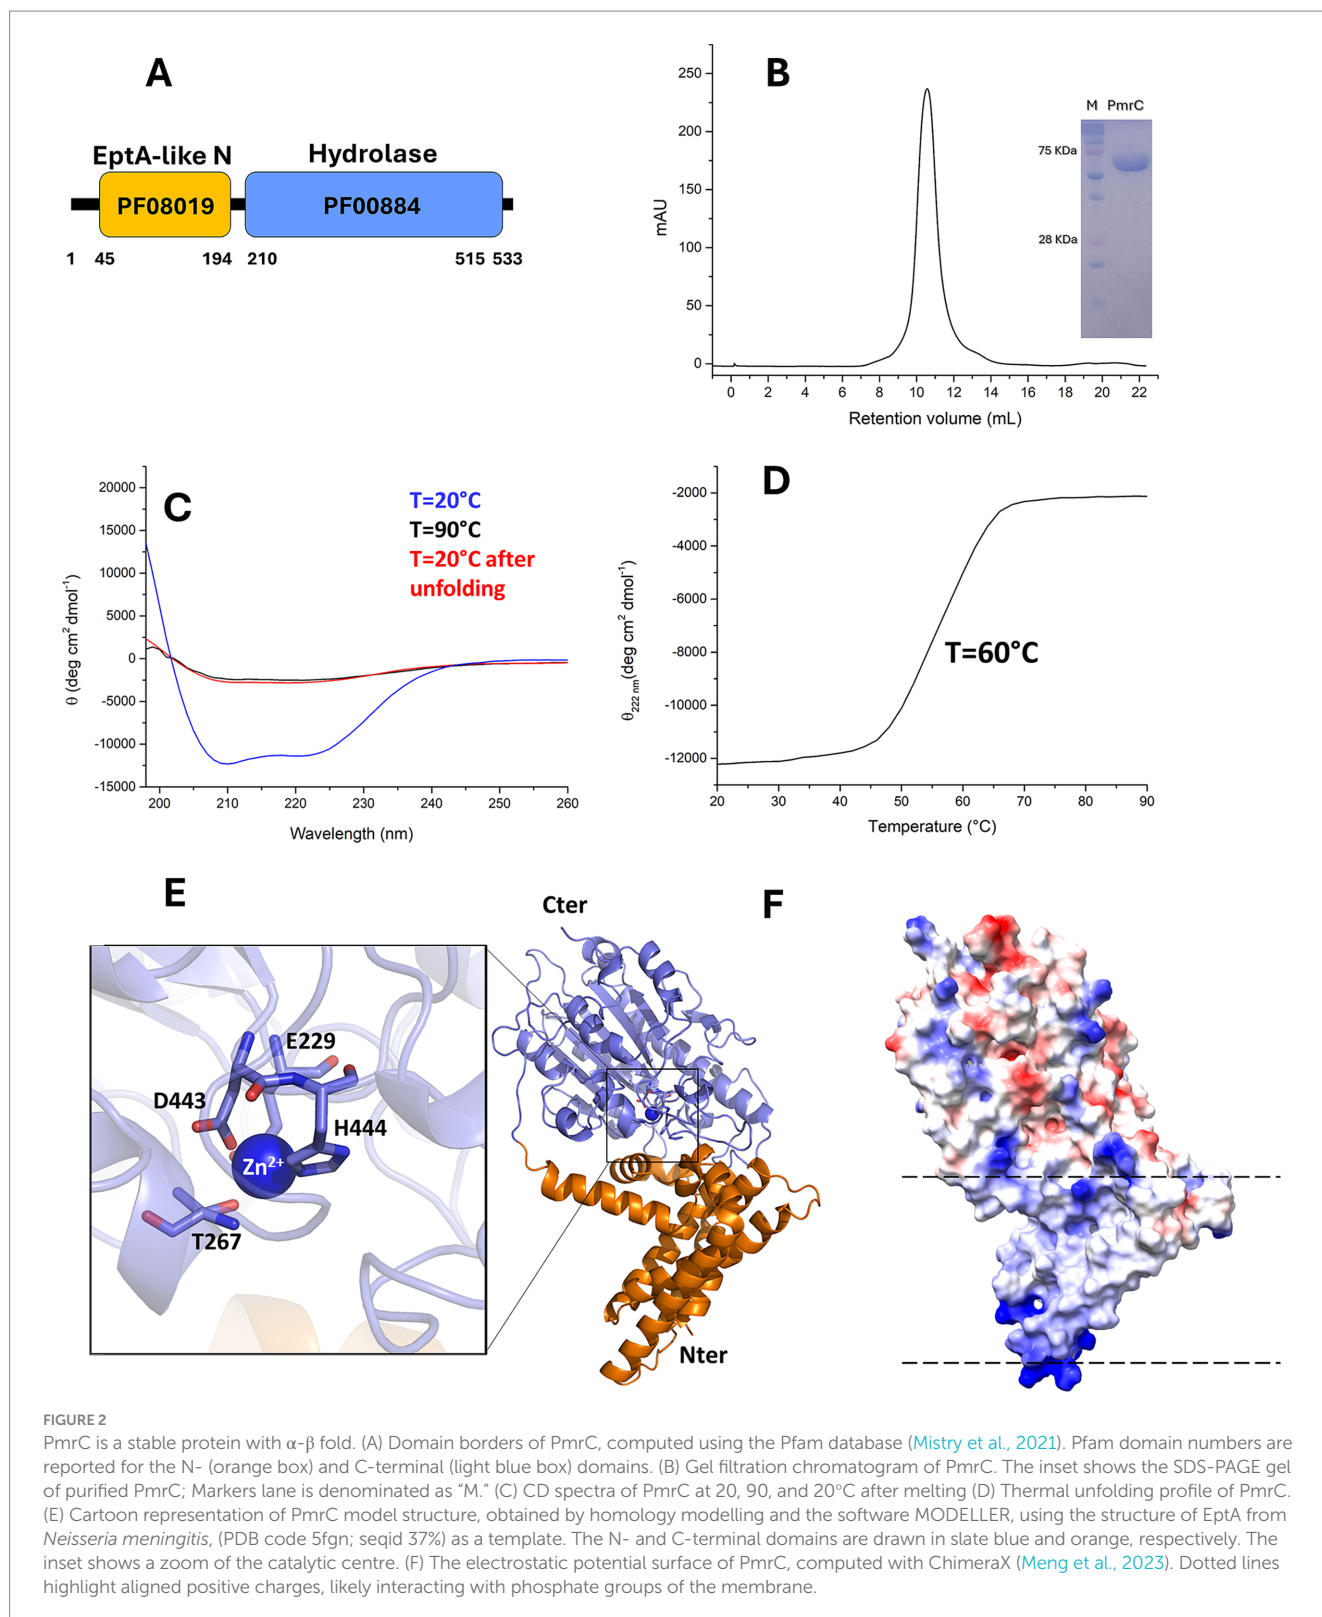 A
EptA-like N
Hydrolase
PF08019
PF00884
1 45 194 210 515 533
B
M PmrC
75 KDa
28 KDa
250
200
150
100
50
0
mAU
0 2 4 6 8 10 12 14 16 18 20 22
Retention volume (mL)
C
T=20°C
T=90°C
T=20°C after
unfolding
20000
15000
10000
5000
0
-5000
-10000
-15000
θ (deg cm² dmol⁻¹)
200 210 220 230 240 250 260
Wavelength (nm)
D
T=60°C
-2000
-4000
-6000
-8000
-10000
-12000
θ₂₂₂ ₙₘ(deg cm² dmol⁻¹)
20 30 40 50 60 70 80 90
Temperature (°C)
E
Cter
E229
D443
H444
Zn²⁺
T267
Nter
F
FIGURE 2
PmrC is a stable protein with α-β fold. (A) Domain borders of PmrC, computed using the Pfam database (Mistry et al., 2021). Pfam domain numbers are
reported for the N- (orange box) and C-terminal (light blue box) domains. (B) Gel filtration chromatogram of PmrC. The inset shows the SDS-PAGE gel
of purified PmrC; Markers lane is denominated as “M.” (C) CD spectra of PmrC at 20, 90, and 20°C after melting (D) Thermal unfolding profile of PmrC.
(E) Cartoon representation of PmrC model structure, obtained by homology modelling and the software MODELLER, using the structure of EptA from
Neisseria meningitis, (PDB code 5fgn; seqid 37%) as a template. The N- and C-terminal domains are drawn in slate blue and orange, respectively. The
inset shows a zoom of the catalytic centre. (F) The electrostatic potential surface of PmrC, computed with ChimeraX (Meng et al., 2023). Dotted lines
highlight aligned positive charges, likely interacting with phosphate groups of the membrane.